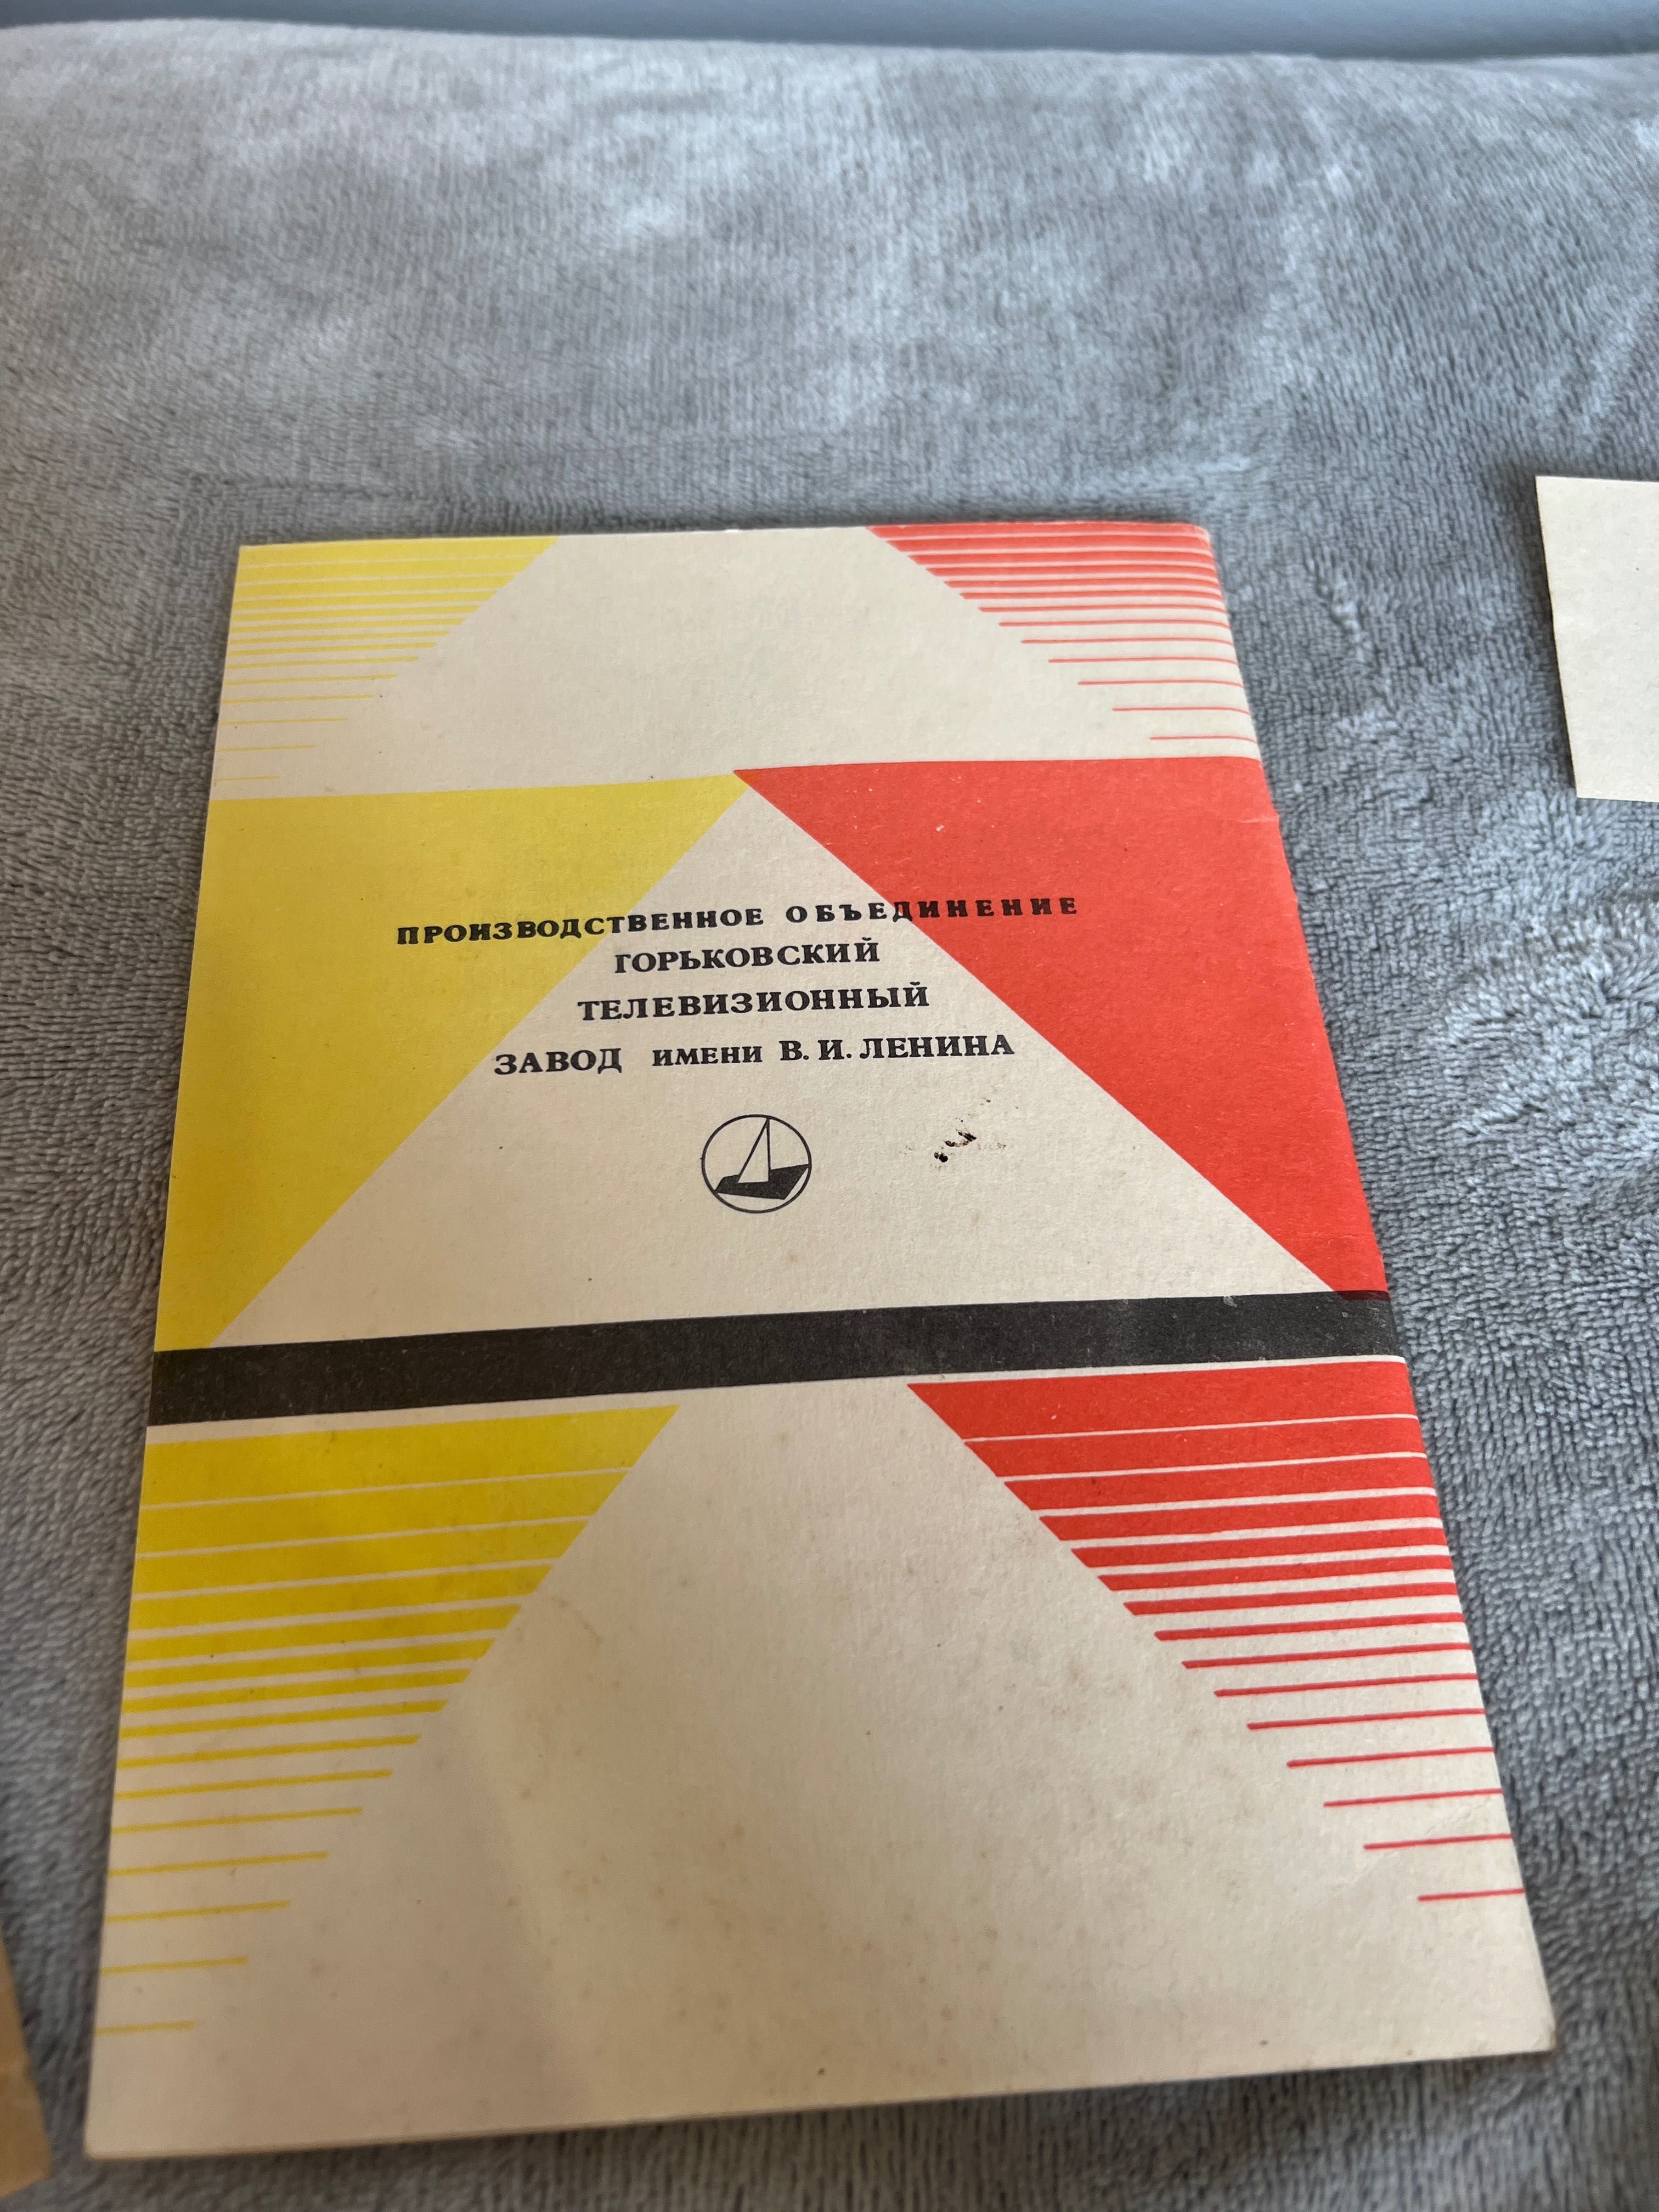 ПРОИЗВОДСТВЕННОЕ ОБЪЕДИНЕНИЕ
ГОРЬКОВСКИЙ
ТЕЛЕВИЗИОННЫЙ
ЗАВОД ИМЕНИ В. И. ЛЕНИНА